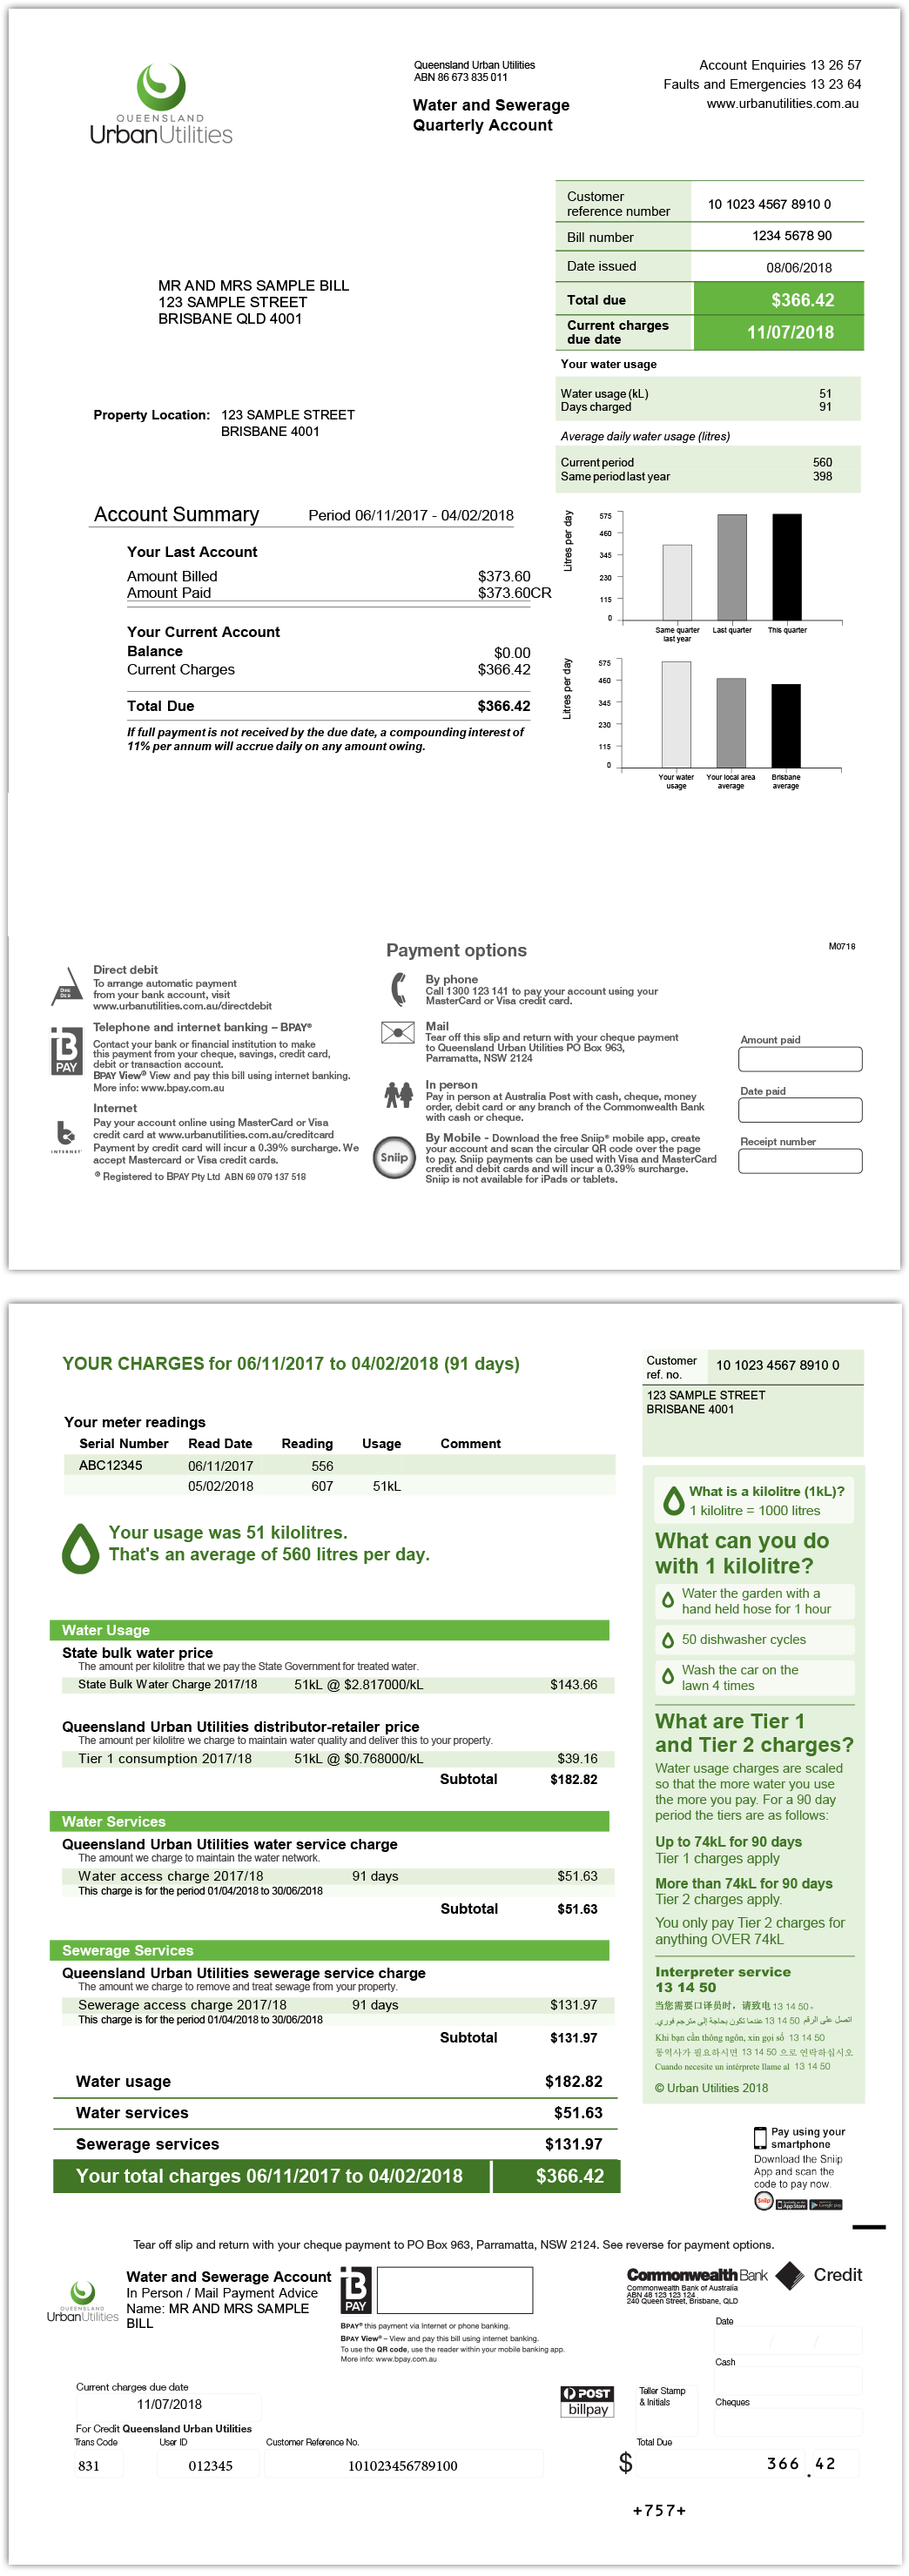 QUEENSLAND
UrbanUtilities
Queensland Urban Utilities
ABN 86 673 835 011
Water and Sewerage
Quarterly Account
Account Enquiries 13 26 57
Faults and Emergencies 13 23 64
www.urbanutilities.com.au
Customer
reference number 10 1023 4567 8910 0
Bill number 1234 5678 90
Date issued 08/06/2018
Total due $366.42
Current charges
due date 11/07/2018
MR AND MRS SAMPLE BILL
123 SAMPLE STREET
BRISBANE QLD 4001
Property Location: 123 SAMPLE STREET
BRISBANE 4001
Your water usage
Water usage (kL) 51
Days charged 91
Average daily water usage (litres)
Current period 560
Same period last year 398
Account Summary Period 06/11/2017 - 04/02/2018
Your Last Account
Amount Billed $373.60
Amount Paid $373.60CR
Your Current Account
Balance $0.00
Current Charges $366.42
Total Due $366.42
If full payment is not received by the due date, a compounding interest of
11% per annum will accrue daily on any amount owing.
Litres per day
575
460
345
230
115
0
Same quarter last year
Last quarter
This quarter
Litres per day
575
460
345
230
115
0
Your water usage
Your local area average
Brisbane average
Payment options
M0718
Direct debit
To arrange automatic payment
from your bank account, visit
www.urbanutilities.com.au/directdebit
B
PAY
Telephone and internet banking – BPAY®
Contact your bank or financial institution to make
this payment from your cheque, savings, credit card,
debit or transaction account.
BPAY View® View and pay this bill using internet banking.
More info: www.bpay.com.au
INTERNET
Internet
Pay your account online using MasterCard or Visa
credit card at www.urbanutilities.com.au/creditcard
Payment by credit card will incur a 0.39% surcharge. We
accept Mastercard or Visa credit cards.
® Registered to BPAY Pty Ltd ABN 69 079 137 518
By phone
Call 1300 123 141 to pay your account using your
MasterCard or Visa credit card.
Mail
Tear off this slip and return with your cheque payment
to Queensland Urban Utilities PO Box 963,
Parramatta, NSW 2124
In person
Pay in person at Australia Post with cash, cheque, money
order, debit card or any branch of the Commonwealth Bank
with cash or cheque.
Sniip
By Mobile - Download the free Sniip® mobile app, create
your account and scan the circular QR code over the page
to pay. Sniip payments can be used with Visa and MasterCard
credit and debit cards and will incur a 0.39% surcharge.
Sniip is not available for iPads or tablets.
Amount paid
Date paid
Receipt number
YOUR CHARGES for 06/11/2017 to 04/02/2018 (91 days)
Customer
ref. no. 10 1023 4567 8910 0
123 SAMPLE STREET
BRISBANE 4001
Your meter readings
Serial Number Read Date Reading Usage Comment
ABC12345 06/11/2017 556
05/02/2018 607 51kL
Your usage was 51 kilolitres.
That's an average of 560 litres per day.
Water Usage
State bulk water price
The amount per kilolitre that we pay the State Government for treated water.
State Bulk Water Charge 2017/18 51kL @ $2.817000/kL $143.66
Queensland Urban Utilities distributor-retailer price
The amount per kilolitre we charge to maintain water quality and deliver this to your property.
Tier 1 consumption 2017/18 51kL @ $0.768000/kL $39.16
Subtotal $182.82
Water Services
Queensland Urban Utilities water service charge
The amount we charge to maintain the water network.
Water access charge 2017/18 91 days $51.63
This charge is for the period 01/04/2018 to 30/06/2018
Subtotal $51.63
Sewerage Services
Queensland Urban Utilities sewerage service charge
The amount we charge to remove and treat sewage from your property.
Sewerage access charge 2017/18 91 days $131.97
This charge is for the period 01/04/2018 to 30/06/2018
Subtotal $131.97
Water usage $182.82
Water services $51.63
Sewerage services $131.97
Your total charges 06/11/2017 to 04/02/2018 $366.42
What is a kilolitre (1kL)?
1 kilolitre = 1000 litres
What can you do
with 1 kilolitre?
Water the garden with a
hand held hose for 1 hour
50 dishwasher cycles
Wash the car on the
lawn 4 times
What are Tier 1
and Tier 2 charges?
Water usage charges are scaled
so that the more water you use
the more you pay. For a 90 day
period the tiers are as follows:
Up to 74kL for 90 days
Tier 1 charges apply
More than 74kL for 90 days
Tier 2 charges apply.
You only pay Tier 2 charges for
anything OVER 74kL
Interpreter service
13 14 50
当您需要口译员时，请致电 13 14 50。
اتصل على الرقم 13 14 50 عندما تكون بحاجة إلى مترجم فوري.
Khi bạn cần thông ngôn, xin gọi số 13 14 50
통역사가 필요하시면 13 14 50 으로 연락하십시오
Cuando necesite un intérprete llame al 13 14 50
© Urban Utilities 2018
Pay using your
smartphone
Download the Sniip
App and scan the
code to pay now.
Sniip
App Store
Google play
Tear off slip and return with your cheque payment to PO Box 963, Parramatta, NSW 2124. See reverse for payment options.
UrbanUtilities
Water and Sewerage Account
In Person / Mail Payment Advice
Name: MR AND MRS SAMPLE
BILL
B
PAY
BPAY® this payment via Internet or phone banking.
BPAY View® – View and pay this bill using internet banking.
To use the QR code, use the reader within your mobile banking app.
More info: www.bpay.com.au
CommonwealthBank Credit
Commonwealth Bank of Australia
ABN 48 123 123 124
240 Queen Street, Brisbane, QLD
Date
/ /
Cash
Cheques
Teller Stamp
& Initials
POST
billpay
Current charges due date
11/07/2018
For Credit Queensland Urban Utilities
Trans Code User ID Customer Reference No.
831 012345 101023456789100
Total Due
$ 366.42
+757+